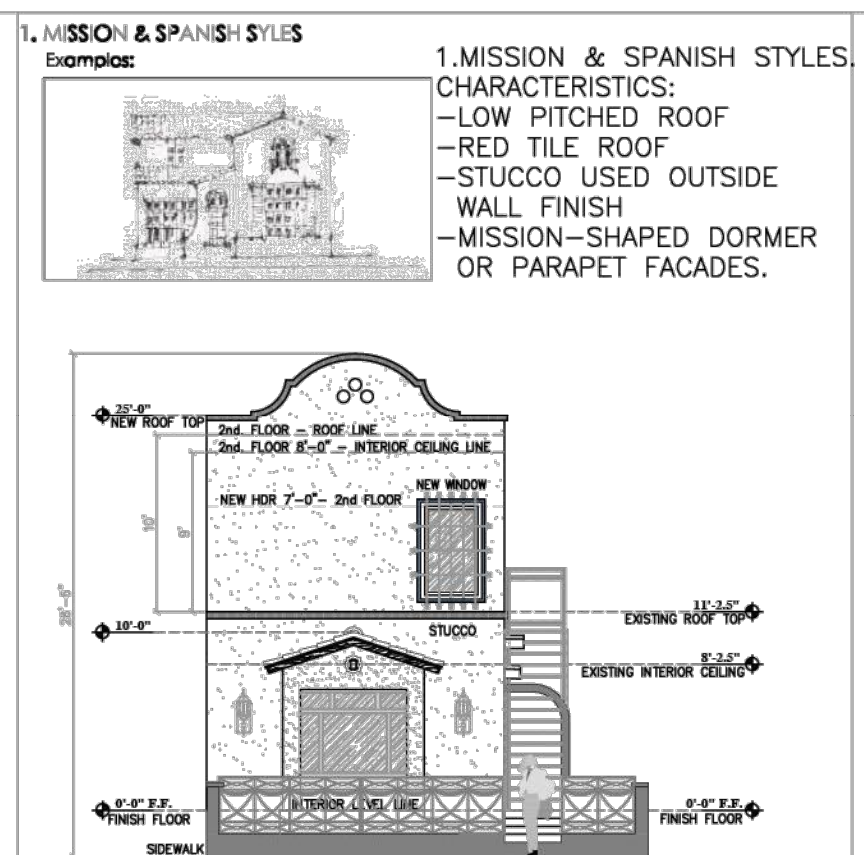 1. MISSION & SPANISH SYLES
Examples:
1.MISSION & SPANISH STYLES.
CHARACTERISTICS:
-LOW PITCHED ROOF
-RED TILE ROOF
-STUCCO USED OUTSIDE
WALL FINISH
-MISSION-SHAPED DORMER
OR PARAPET FACADES.
25'-0"
NEW ROOF TOP
2nd. FLOOR - ROOF LINE
2nd. FLOOR 8'-0" - INTERIOR CEILING LINE
NEW WINDOW
NEW HDR 7'-0"- 2nd FLOOR
10'
9'
11'-2.5"
EXISTING ROOF TOP
10'-0"
STUCCO
8'-2.5"
EXISTING INTERIOR CEILING
0'-0" F.F.
FINISH FLOOR
INTERIOR LEVEL LINE
0'-0" F.F.
FINISH FLOOR
SIDEWALK